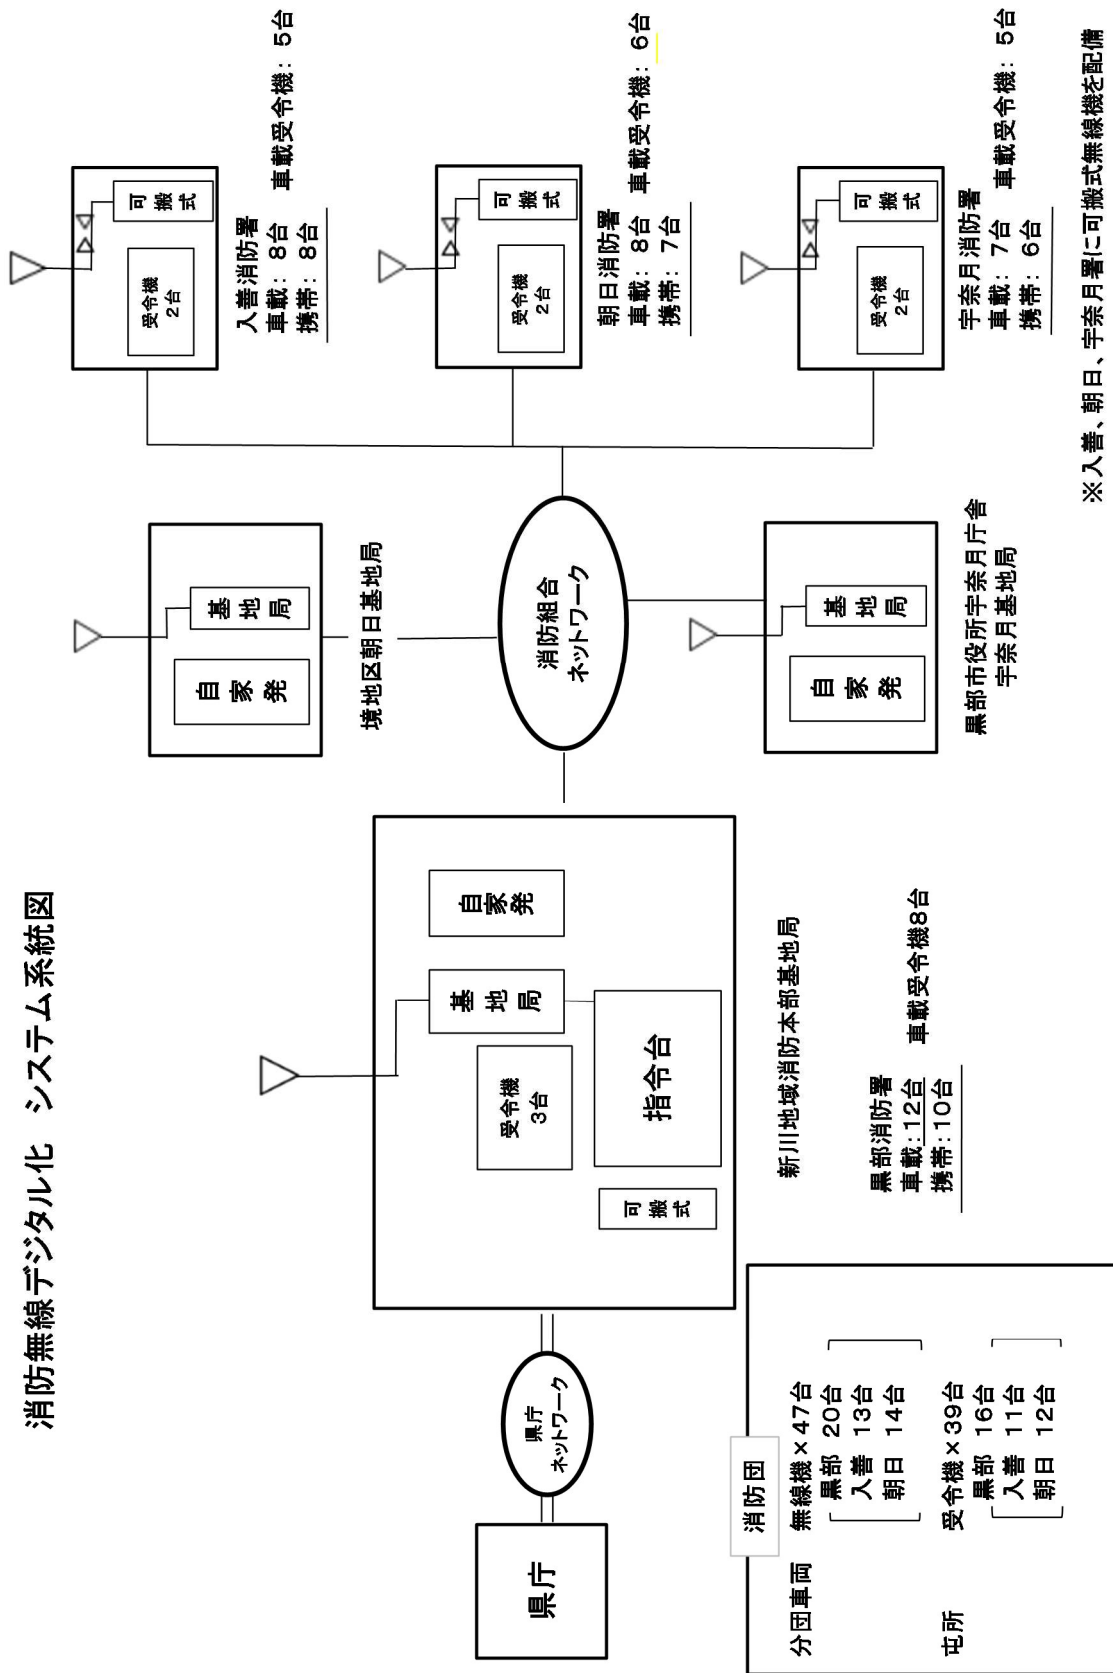 消防無線デジタル化　システム系統図
県庁
県庁
ネットワーク
可搬式
受令機
3台
基地局
自家発
指令台
新川地域消防本部基地局
黒部消防署
車載:12台
携帯:10台
車載受令機8台
消防組合
ネットワーク
自家発
基地局
境地区朝日基地局
自家発
基地局
黒部市役所宇奈月庁舎
宇奈月基地局
受令機
2台
可搬式
入善消防署
車載: 8台
携帯: 8台
車載受令機: 5台
受令機
2台
可搬式
朝日消防署
車載: 8台
携帯: 7台
車載受令機: 6台
受令機
2台
可搬式
宇奈月消防署
車載: 7台
携帯: 6台
車載受令機: 5台
※入善、朝日、宇奈月署に可搬式無線機を配備
消防団
分団車両　無線機×47台
黒部 20台
入善 13台
朝日 14台
屯所　受令機×39台
黒部 16台
入善 11台
朝日 12台